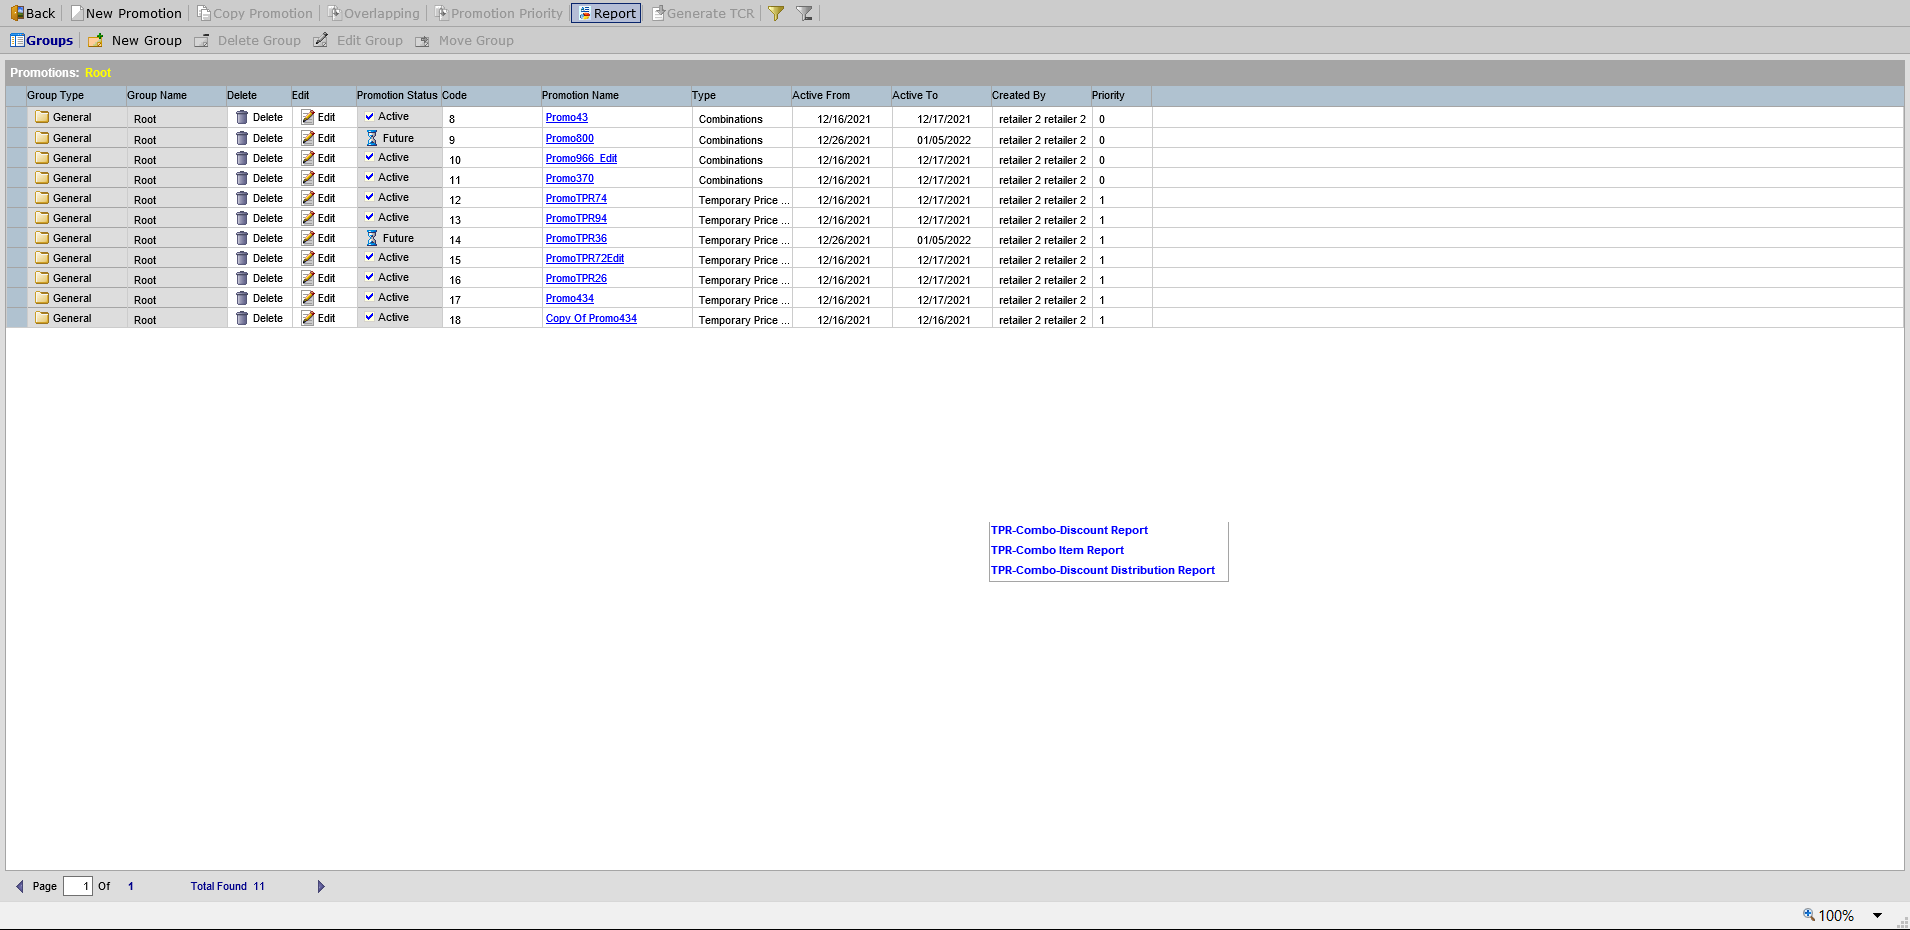 Back New Promotion Copy Promotion Overlapping Promotion Priority Report Generate TCR
Groups New Group Delete Group Edit Group Move Group
Promotions: Root
Group Type Group Name Delete Edit Promotion Status Code Promotion Name Type Active From Active To Created By Priority
General Root Delete Edit Active 8 Promo43 Combinations 12/16/2021 12/17/2021 retailer 2 retailer 2 0
General Root Delete Edit Future 9 Promo800 Combinations 12/26/2021 01/05/2022 retailer 2 retailer 2 0
General Root Delete Edit Active 10 Promo966_Edit Combinations 12/16/2021 12/17/2021 retailer 2 retailer 2 0
General Root Delete Edit Active 11 Promo370 Combinations 12/16/2021 12/17/2021 retailer 2 retailer 2 0
General Root Delete Edit Active 12 PromoTPR74 Temporary Price ... 12/16/2021 12/17/2021 retailer 2 retailer 2 1
General Root Delete Edit Active 13 PromoTPR94 Temporary Price ... 12/16/2021 12/17/2021 retailer 2 retailer 2 1
General Root Delete Edit Future 14 PromoTPR36 Temporary Price ... 12/26/2021 01/05/2022 retailer 2 retailer 2 1
General Root Delete Edit Active 15 PromoTPR72Edit Temporary Price ... 12/16/2021 12/17/2021 retailer 2 retailer 2 1
General Root Delete Edit Active 16 PromoTPR26 Temporary Price ... 12/16/2021 12/17/2021 retailer 2 retailer 2 1
General Root Delete Edit Active 17 Promo434 Temporary Price ... 12/16/2021 12/17/2021 retailer 2 retailer 2 1
General Root Delete Edit Active 18 Copy Of Promo434 Temporary Price ... 12/16/2021 12/16/2021 retailer 2 retailer 2 1
TPR-Combo-Discount Report
TPR-Combo Item Report
TPR-Combo-Discount Distribution Report
Page 1 Of 1 Total Found 11
100%